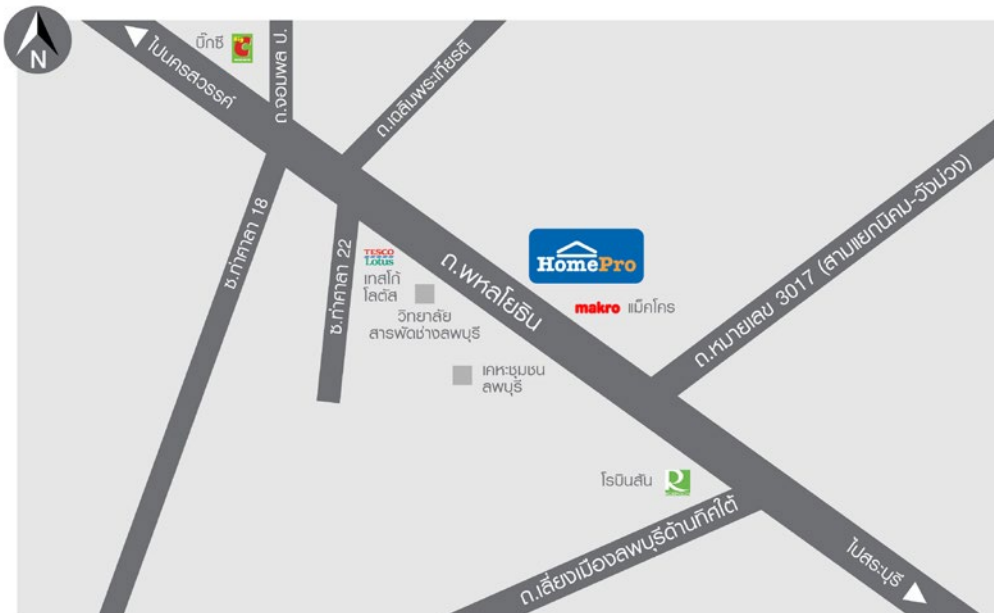 N
บิ๊กซี
ไปนครสวรรค์
ถ.จอมพล ป.
ถ.เฉลิมพระเกียรติ
ซ.ท่าศาลา 18
ซ.ท่าศาลา 22
TESCO
Lotus
เทสโก้
โลตัส
วิทยาลัย
สารพัดช่างลพบุรี
ถ.พหลโยธิน
HomePro
makro แม็คโคร
ถ.หมายเลข 3017 (สามแยกนิคม-วังม่วง)
เคหะชุมชน
ลพบุรี
โรบินสัน
R
ถ.เลี่ยงเมืองลพบุรีด้านทิศใต้
ไปสระบุรี